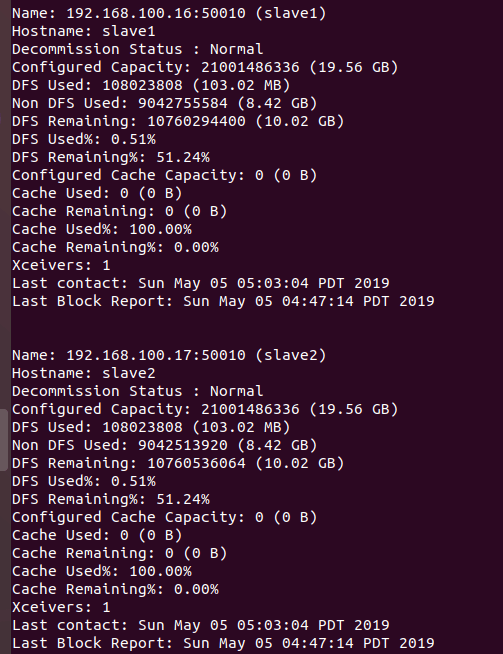 Name: 192.168.100.16:50010 (slave1)
Hostname: slave1
Decommission Status : Normal
Configured Capacity: 21001486336 (19.56 GB)
DFS Used: 108023808 (103.02 MB)
Non DFS Used: 9042755584 (8.42 GB)
DFS Remaining: 10760294400 (10.02 GB)
DFS Used%: 0.51%
DFS Remaining%: 51.24%
Configured Cache Capacity: 0 (0 B)
Cache Used: 0 (0 B)
Cache Remaining: 0 (0 B)
Cache Used%: 100.00%
Cache Remaining%: 0.00%
Xceivers: 1
Last contact: Sun May 05 05:03:04 PDT 2019
Last Block Report: Sun May 05 04:47:14 PDT 2019
Name: 192.168.100.17:50010 (slave2)
Hostname: slave2
Decommission Status : Normal
Configured Capacity: 21001486336 (19.56 GB)
DFS Used: 108023808 (103.02 MB)
Non DFS Used: 9042513920 (8.42 GB)
DFS Remaining: 10760536064 (10.02 GB)
DFS Used%: 0.51%
DFS Remaining%: 51.24%
Configured Cache Capacity: 0 (0 B)
Cache Used: 0 (0 B)
Cache Remaining: 0 (0 B)
Cache Used%: 100.00%
Cache Remaining%: 0.00%
Xceivers: 1
Last contact: Sun May 05 05:03:04 PDT 2019
Last Block Report: Sun May 05 04:47:14 PDT 2019